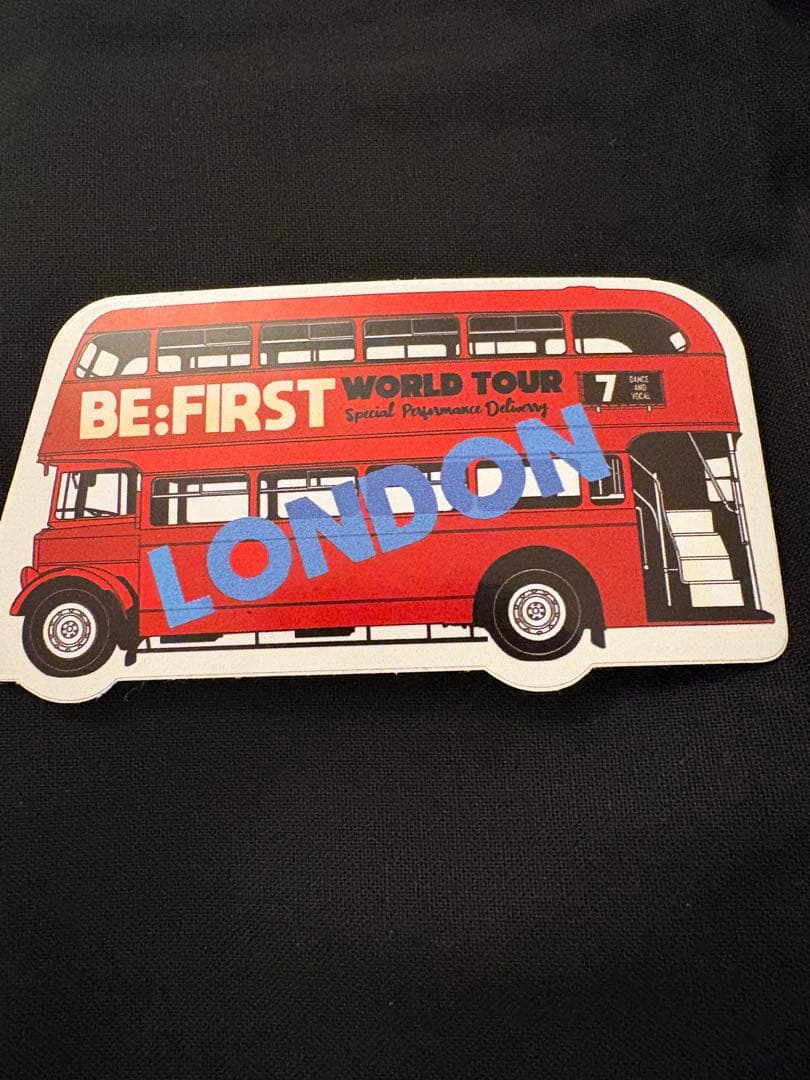 BE:FIRST
WORLD TOUR
Special Performance Delivery
7
DANCE
AND
VOCAL
LONDON